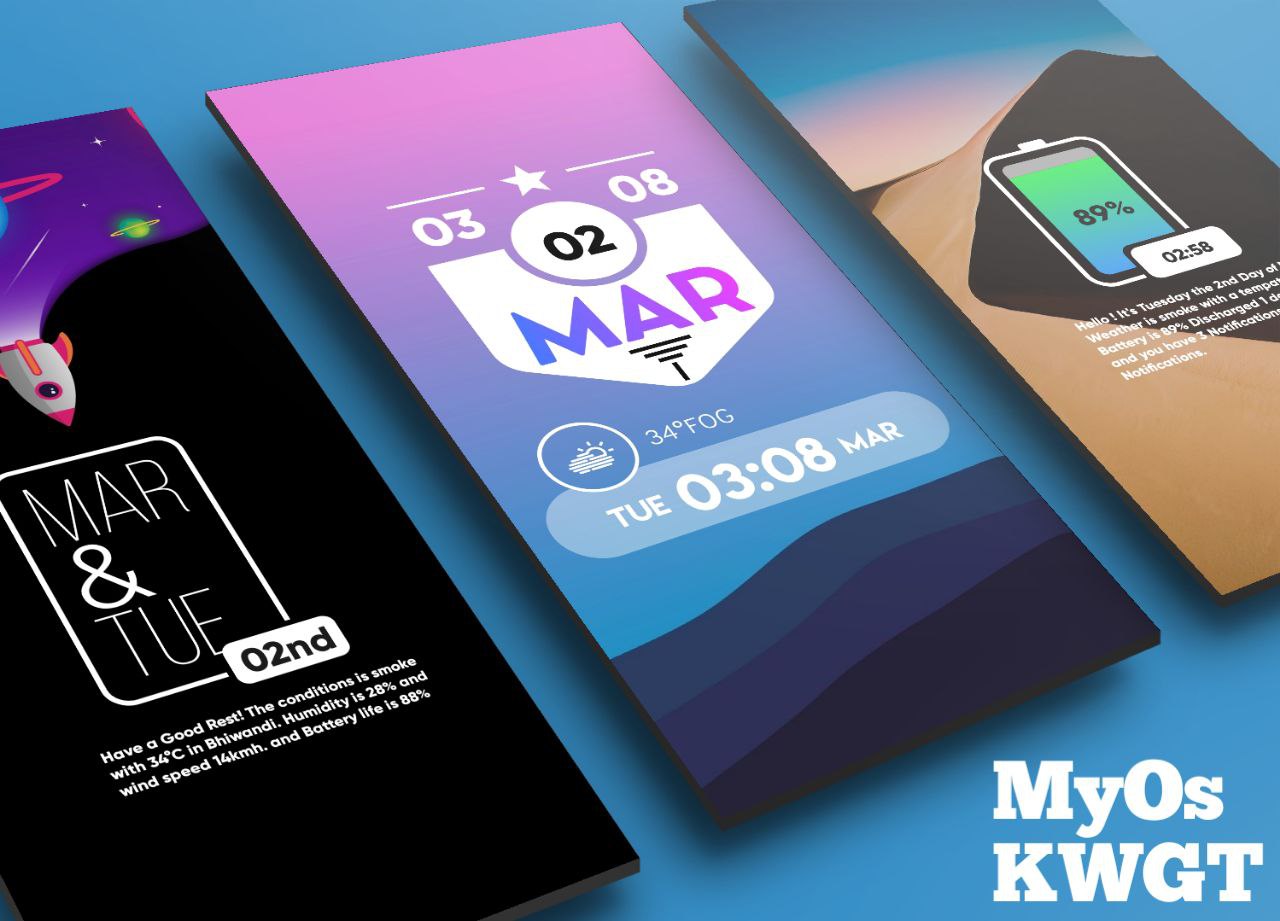 MAR
&
TUE
02nd
Have a Good Rest! The conditions is smoke
with 34°C in Bhiwandi. Humidity is 28% and
wind speed 14kmh. and Battery life is 88%
03
02
08
MAR
34°FOG
TUE 03:08 MAR
89%
02:58
Hello ! It's Tuesday the 2nd Day of
Weather is smoke with a
Battery is 89% Discharged 1
and you have 3 Notifications
Notifications.
MyOs
KWGT